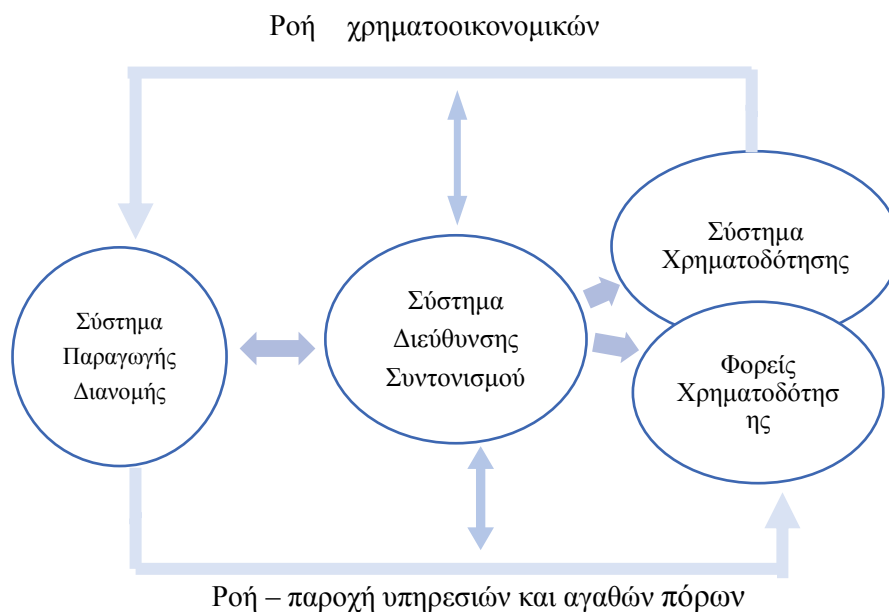 Ροή χρηματοοικονομικών
Σύστημα
Χρηματοδότησης
Σύστημα
Παραγωγής
Διανομής
Σύστημα
Διεύθυνσης
Συντονισμού
Φορείς
Χρηματοδότησ
ης
Ροή – παροχή υπηρεσιών και αγαθών πόρων